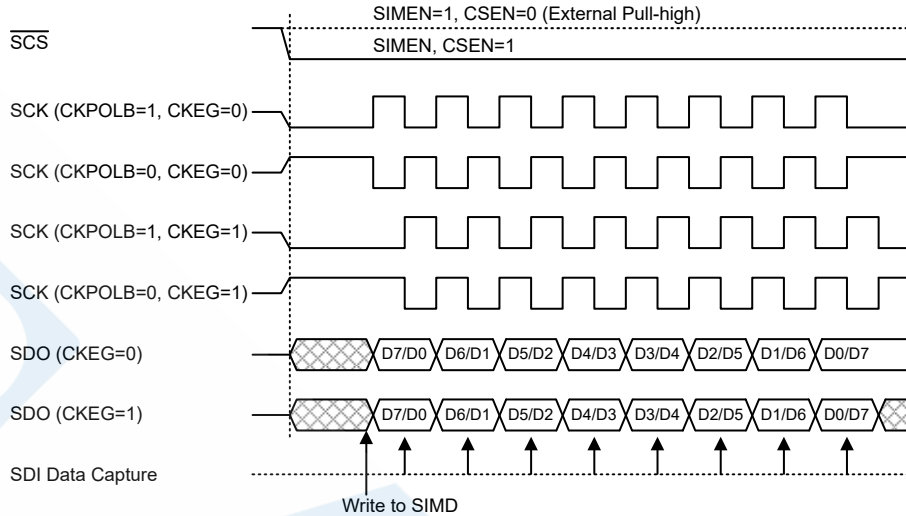 SIMEN=1, CSEN=0 (External Pull-high)
SCS
SIMEN, CSEN=1
SCK (CKPOLB=1, CKEG=0)
SCK (CKPOLB=0, CKEG=0)
SCK (CKPOLB=1, CKEG=1)
SCK (CKPOLB=0, CKEG=1)
SDO (CKEG=0) D7/D0 D6/D1 D5/D2 D4/D3 D3/D4 D2/D5 D1/D6 D0/D7
SDO (CKEG=1) D7/D0 D6/D1 D5/D2 D4/D3 D3/D4 D2/D5 D1/D6 D0/D7
SDI Data Capture
Write to SIMD